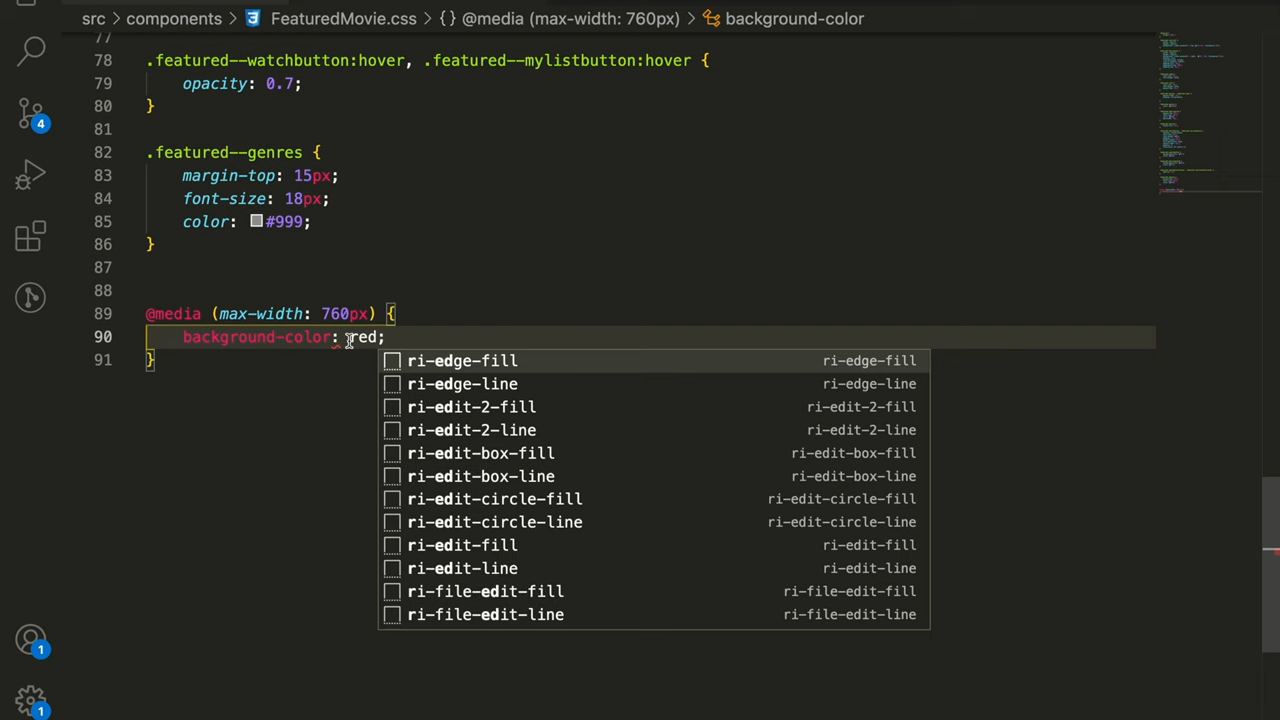 src > components > FeaturedMovie.css > {} @media (max-width: 760px) > background-color
77
78 .featured--watchbutton:hover, .featured--mylistbutton:hover {
79 opacity: 0.7;
80 }
81
82 .featured--genres {
83 margin-top: 15px;
84 font-size: 18px;
85 color: #999;
86 }
87
88
89 @media (max-width: 760px) {
90 background-color: red;
91 }
ri-edge-fill ri-edge-fill
ri-edge-line ri-edge-line
ri-edit-2-fill ri-edit-2-fill
ri-edit-2-line ri-edit-2-line
ri-edit-box-fill ri-edit-box-fill
ri-edit-box-line ri-edit-box-line
ri-edit-circle-fill ri-edit-circle-fill
ri-edit-circle-line ri-edit-circle-line
ri-edit-fill ri-edit-fill
ri-edit-line ri-edit-line
ri-file-edit-fill ri-file-edit-fill
ri-file-edit-line ri-file-edit-line
4
1
1